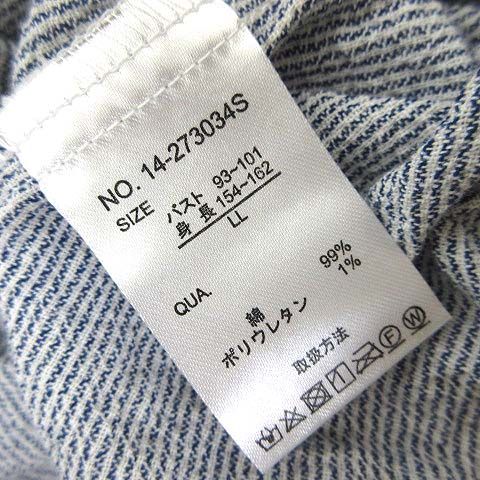 NO. 14-273034S
SIZE バスト 93~101
身長 154~162
LL
QUA.
綿 99%
ポリウレタン 1%
取扱方法
F W